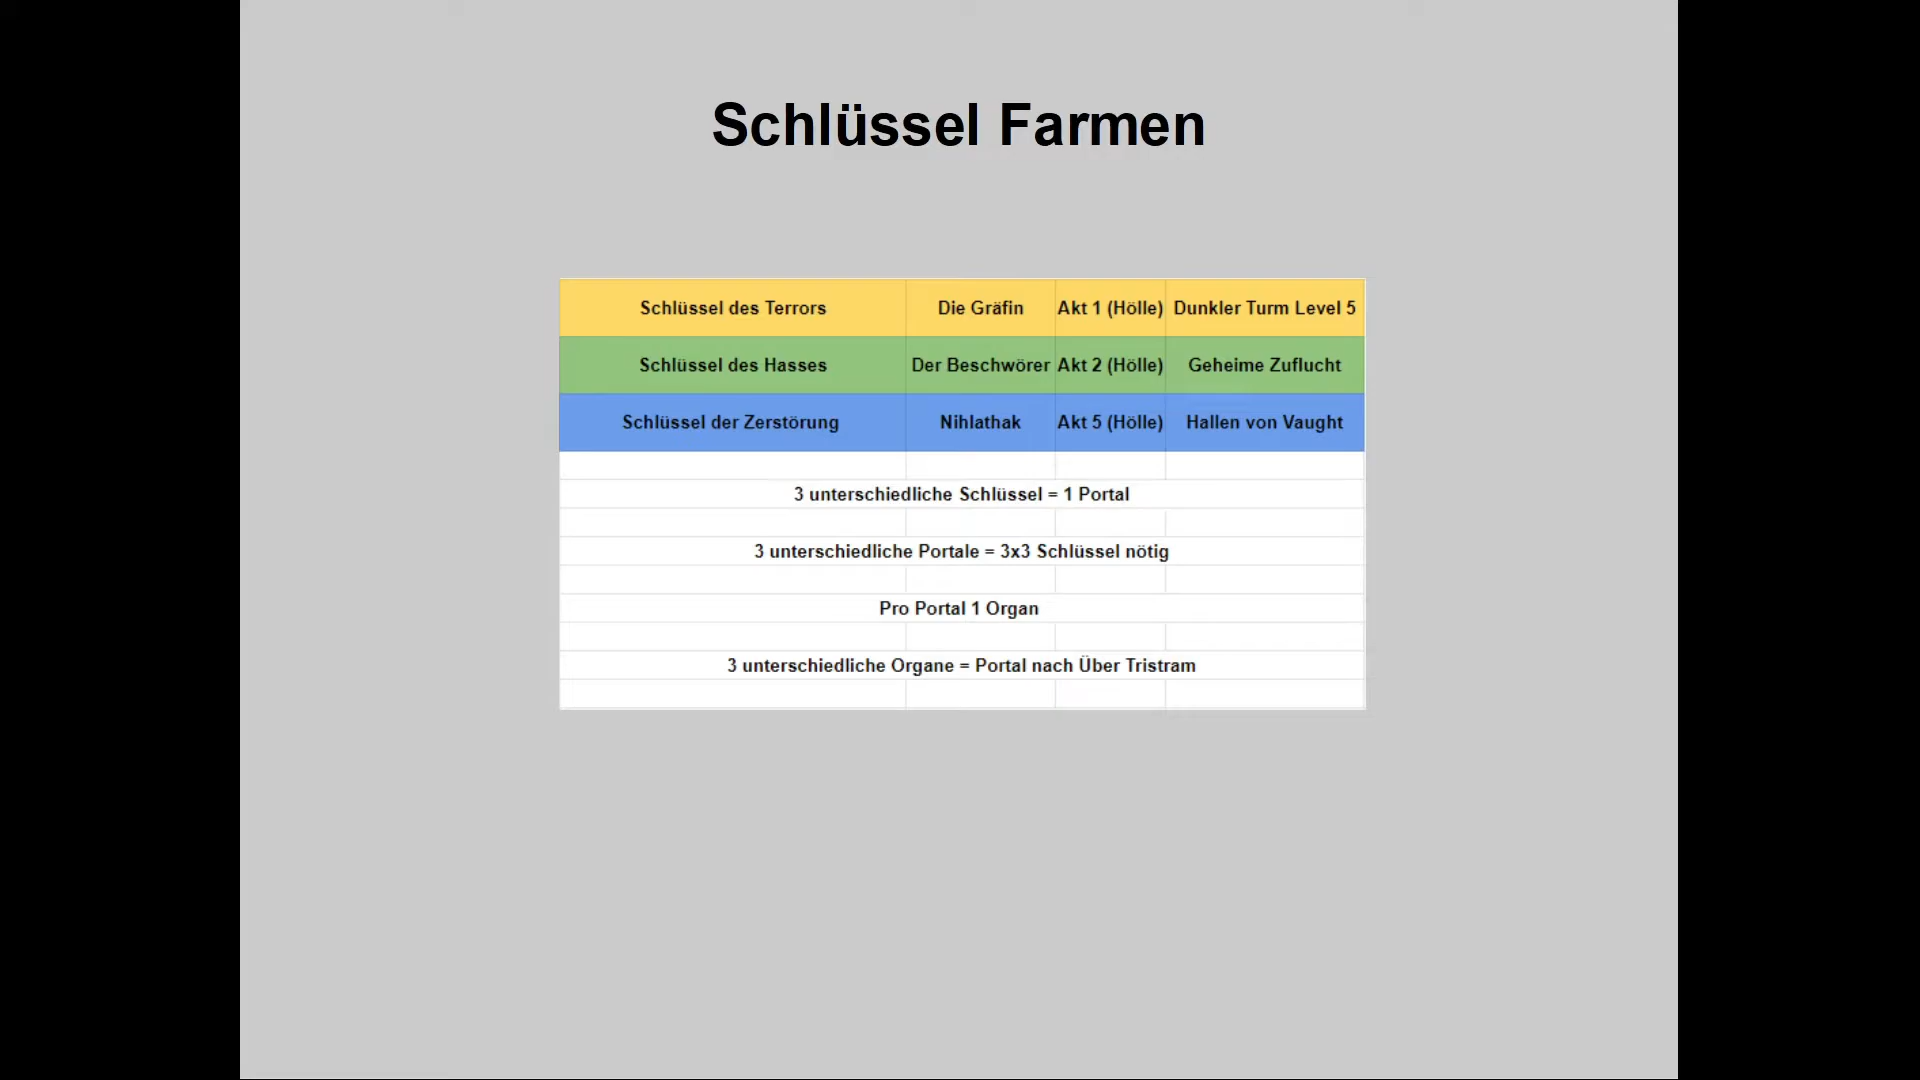 Schlüssel Farmen
Schlüssel des Terrors Die Gräfin Akt 1 (Hölle) Dunkler Turm Level 5
Schlüssel des Hasses Der Beschwörer Akt 2 (Hölle) Geheime Zuflucht
Schlüssel der Zerstörung Nihlathak Akt 5 (Hölle) Hallen von Vaught
3 unterschiedliche Schlüssel = 1 Portal
3 unterschiedliche Portale = 3x3 Schlüssel nötig
Pro Portal 1 Organ
3 unterschiedliche Organe = Portal nach Über Tristram